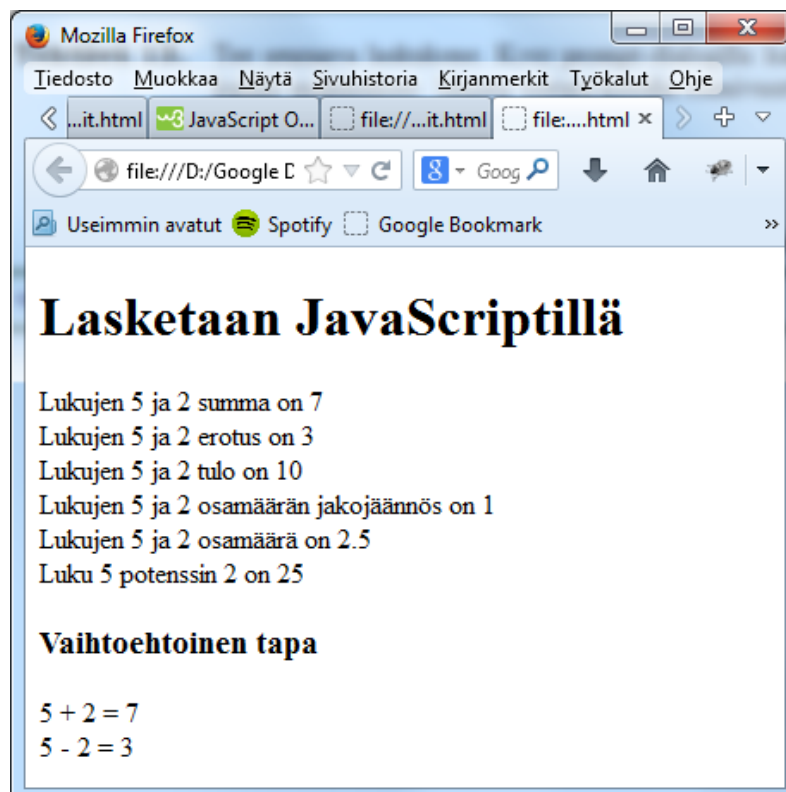 Mozilla Firefox
Tiedosto Muokkaa Näytä Sivuhistoria Kirjanmerkit Työkalut Ohje
...it.html JavaScript O... file://...it.html file:....html
file:///D:/Google D Goog
Useimmin avatut Spotify Google Bookmark
Lasketaan JavaScriptillä
Lukujen 5 ja 2 summa on 7
Lukujen 5 ja 2 erotus on 3
Lukujen 5 ja 2 tulo on 10
Lukujen 5 ja 2 osamäärän jakojäännös on 1
Lukujen 5 ja 2 osamäärä on 2.5
Luku 5 potenssin 2 on 25
Vaihtoehtoinen tapa
5 + 2 = 7
5 - 2 = 3